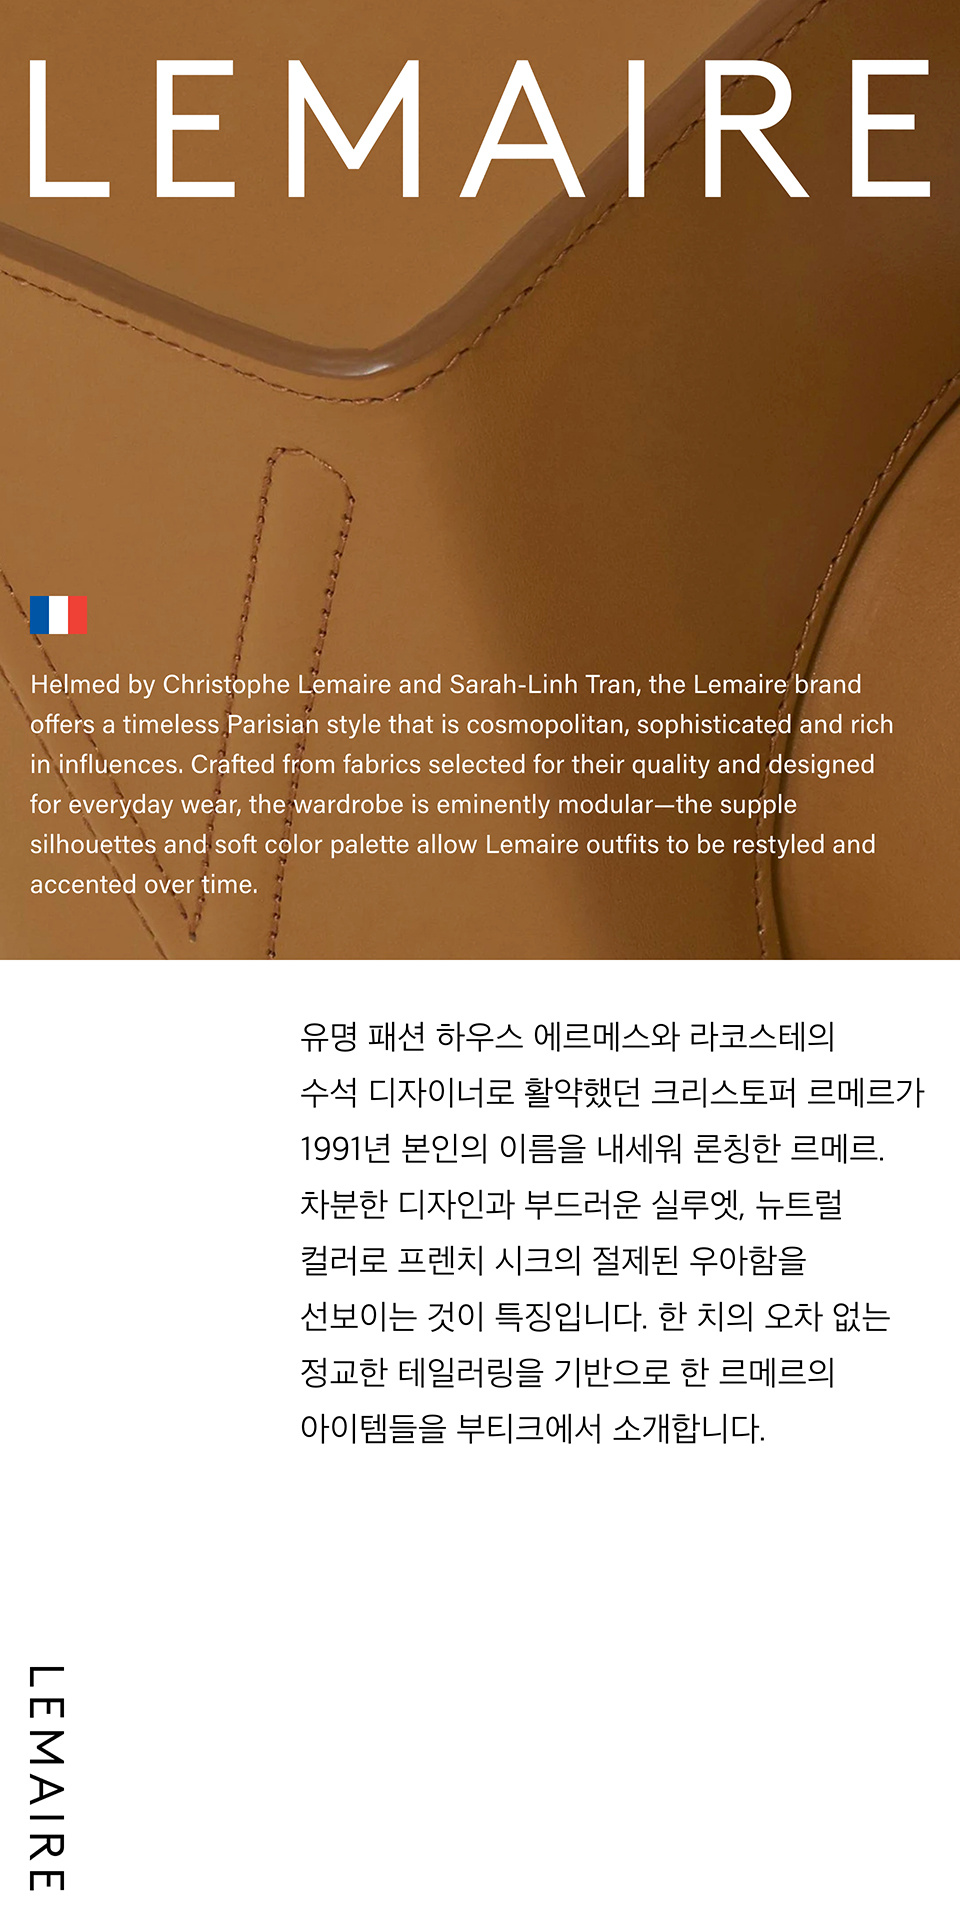 LEMAIRE
Helmed by Christophe Lemaire and Sarah-Linh Tran, the Lemaire brand
offers a timeless Parisian style that is cosmopolitan, sophisticated and rich
in influences. Crafted from fabrics selected for their quality and designed
for everyday wear, the wardrobe is eminently modular—the supple
silhouettes and soft color palette allow Lemaire outfits to be restyled and
accented over time.
유명 패션 하우스 에르메스와 라코스테의
수석 디자이너로 활약했던 크리스토퍼 르메르가
1991년 본인의 이름을 내세워 론칭한 르메르.
차분한 디자인과 부드러운 실루엣, 뉴트럴
컬러로 프렌치 시크의 절제된 우아함을
선보이는 것이 특징입니다. 한 치의 오차 없는
정교한 테일러링을 기반으로 한 르메르의
아이템들을 부티크에서 소개합니다.
LEMAIRE